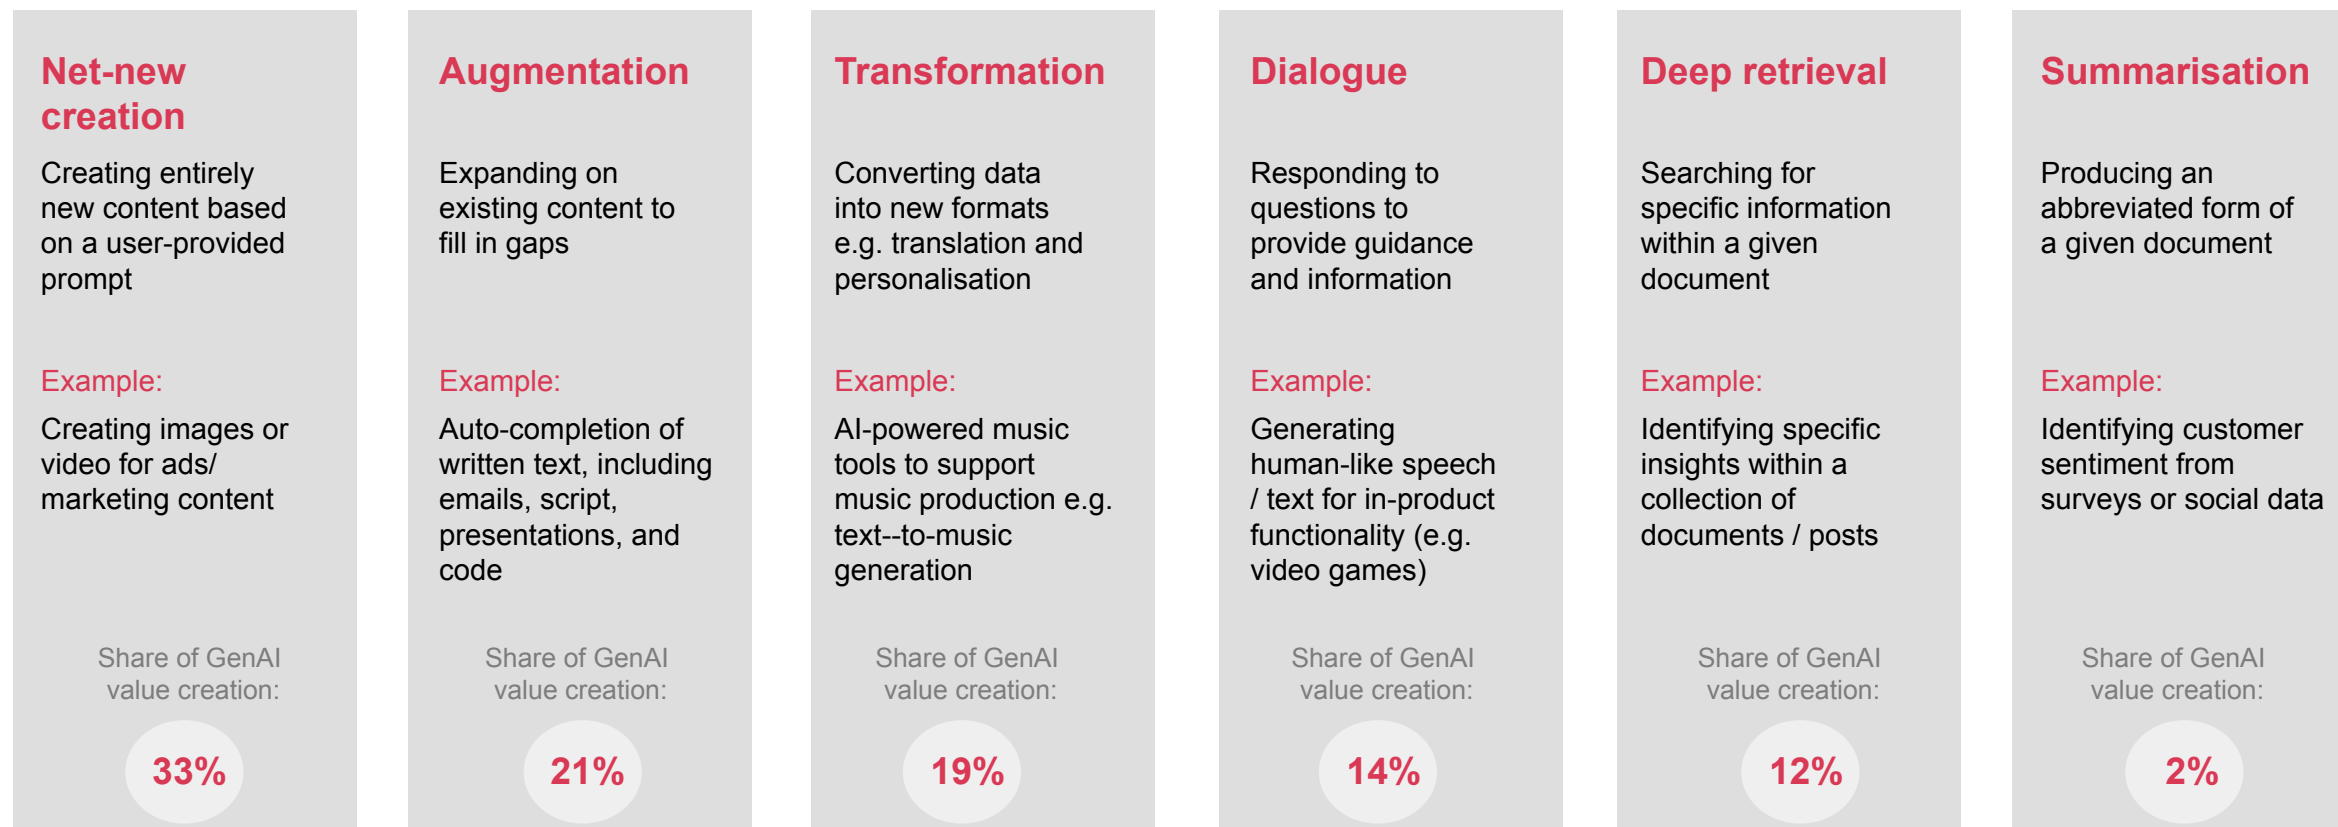 Net-new
creation
Creating entirely
new content based
on a user-provided
prompt
Example:
Creating images or
video for ads/
marketing content
Share of GenAI
value creation:
33%
Augmentation
Expanding on
existing content to
fill in gaps
Example:
Auto-completion of
written text, including
emails, script,
presentations, and
code
Share of GenAI
value creation:
21%
Transformation
Converting data
into new formats
e.g. translation and
personalisation
Example:
AI-powered music
tools to support
music production e.g.
text--to-music
generation
Share of GenAI
value creation:
19%
Dialogue
Responding to
questions to
provide guidance
and information
Example:
Generating
human-like speech
/ text for in-product
functionality (e.g.
video games)
Share of GenAI
value creation:
14%
Deep retrieval
Searching for
specific information
within a given
document
Example:
Identifying specific
insights within a
collection of
documents / posts
Share of GenAI
value creation:
12%
Summarisation
Producing an
abbreviated form of
a given document
Example:
Identifying customer
sentiment from
surveys or social data
Share of GenAI
value creation:
2%